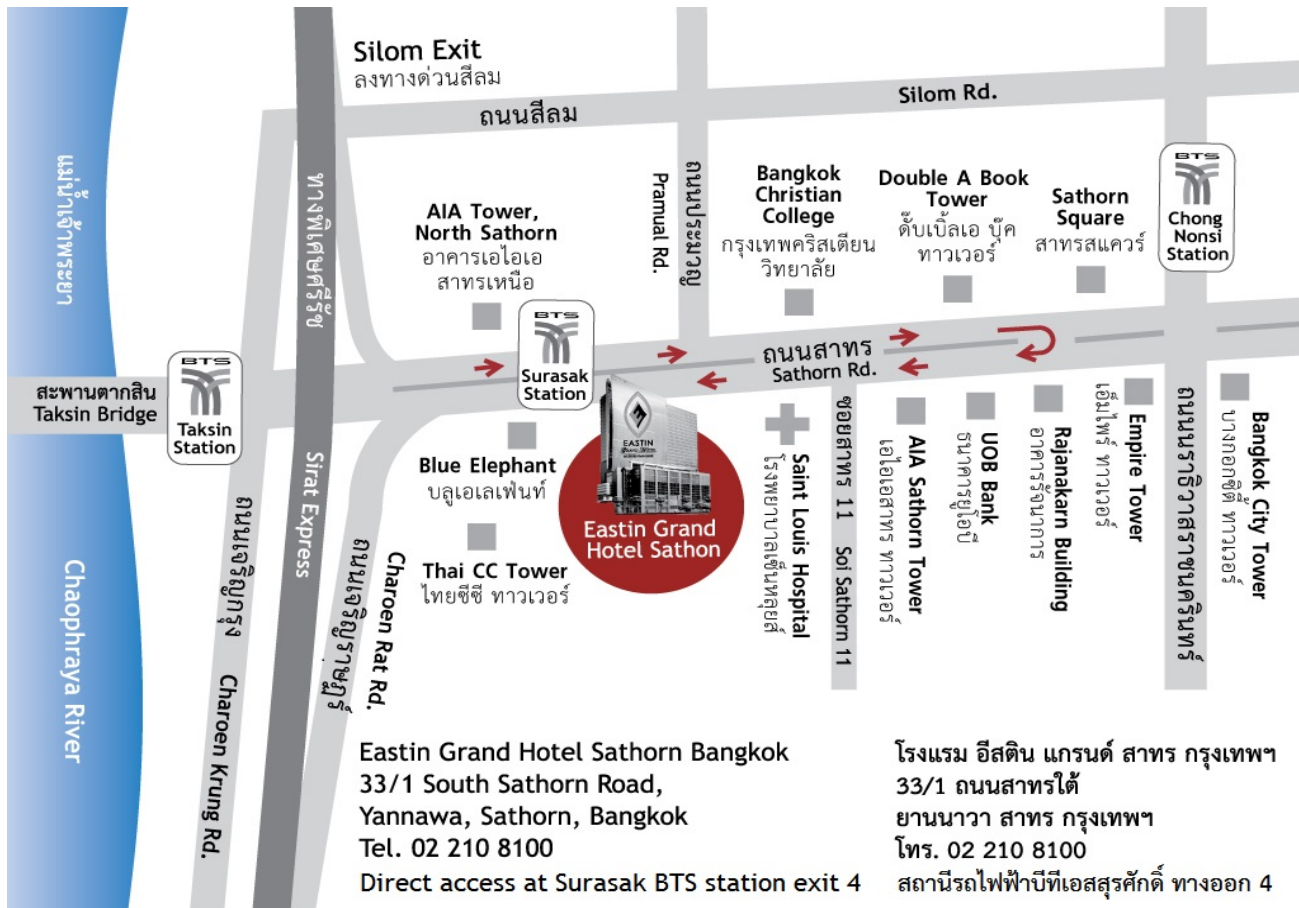 Silom Exit
ลงทางด่วนสีลม
Silom Rd.
ถนนสีลม
แม่น้ำเจ้าพระยา
Chaophraya River
ทางพิเศษศรีรัช
Sirat Express
AIA Tower,
North Sathorn
อาคารเอไอเอ
สาทรเหนือ
Pramual Rd.
ถนนประมวญ
Bangkok
Christian
College
กรุงเทพคริสเตียน
วิทยาลัย
Double A Book
Tower
ดั๊บเบิ้ลเอ บุ๊ค
ทาวเวอร์
Sathorn
Square
สาทรสแควร์
BTS
Chong
Nonsi
Station
BTS
Surasak
Station
BTS
Taksin
Station
สะพานตากสิน
Taksin Bridge
ถนนสาทร
Sathorn Rd.
Blue Elephant
บลูเอเลเฟ่นท์
Thai CC Tower
ไทยซีซี ทาวเวอร์
EASTIN
Eastin Grand
Hotel Sathon
Saint Louis Hospital
โรงพยาบาลเซ็นหลุยส์
ซอยสาทร 11 Soi Sathorn 11
AIA Sathorn Tower
เอไอเอสาทร ทาวเวอร์
UOB Bank
ธนาคารยูโอบี
Rajanakarn Building
อาคารรัจนาการ
Empire Tower
เอ็มไพร์ ทาวเวอร์
ถนนนราธิวาสราชนครินทร์
Bangkok City Tower
บางกอกซิตี้ ทาวเวอร์
ถนนเจริญกรุง Charoen Krung Rd.
ถนนเจริญราษฎร์
Charoen Rat Rd.
Eastin Grand Hotel Sathorn Bangkok
33/1 South Sathorn Road,
Yannawa, Sathorn, Bangkok
Tel. 02 210 8100
Direct access at Surasak BTS station exit 4
โรงแรม อีสติน แกรนด์ สาทร กรุงเทพฯ
33/1 ถนนสาทรใต้
ยานนาวา สาทร กรุงเทพฯ
โทร. 02 210 8100
สถานีรถไฟฟ้าบีทีเอสสุรศักดิ์ ทางออก 4